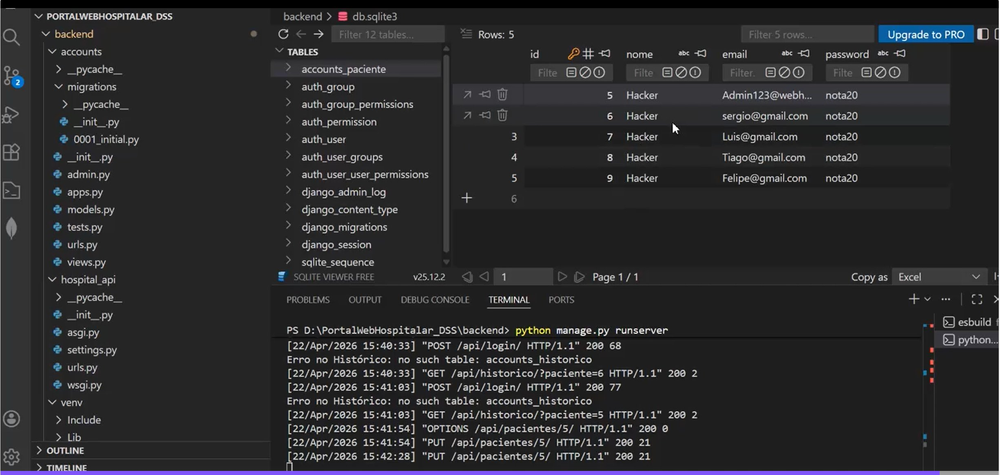 PORTALWEBHOSPITALAR_DSS
backend
accounts
__pycache__
migrations
__pycache__
__init__.py
0001_initial.py
__init__.py
admin.py
apps.py
models.py
tests.py
urls.py
views.py
hospital_api
__pycache__
__init__.py
asgi.py
settings.py
urls.py
wsgi.py
venv
Include
Lib
OUTLINE
TIMELINE
2
backend > db.sqlite3
Filter 12 tables...
TABLES
accounts_paciente
auth_group
auth_group_permissions
auth_permission
auth_user
auth_user_groups
auth_user_user_permissions
django_admin_log
django_content_type
django_migrations
django_session
sqlite_sequence
SQLITE VIEWER FREE v25.12.2
Rows: 5 Filter 5 rows... Upgrade to PRO
id nome abc email abc password abc
Filte Filte Filter. Filte
5 Hacker Admin123@webh... nota20
6 Hacker sergio@gmail.com nota20
3 7 Hacker Luis@gmail.com nota20
4 8 Hacker Tiago@gmail.com nota20
5 9 Hacker Felipe@gmail.com nota20
6
1 Page 1 / 1 Copy as Excel
PROBLEMS OUTPUT DEBUG CONSOLE TERMINAL PORTS
PS D:\PortalWebHospitalar_DSS\backend> python manage.py runserver
[22/Apr/2026 15:40:33] "POST /api/login/ HTTP/1.1" 200 68
Erro no Histórico: no such table: accounts_historico
[22/Apr/2026 15:40:33] "GET /api/historico/?paciente=6 HTTP/1.1" 200 2
[22/Apr/2026 15:41:03] "POST /api/login/ HTTP/1.1" 200 77
Erro no Histórico: no such table: accounts_historico
[22/Apr/2026 15:41:03] "GET /api/historico/?paciente=5 HTTP/1.1" 200 2
[22/Apr/2026 15:41:54] "OPTIONS /api/pacientes/5/ HTTP/1.1" 200 0
[22/Apr/2026 15:41:54] "PUT /api/pacientes/5/ HTTP/1.1" 200 21
[22/Apr/2026 15:42:28] "PUT /api/pacientes/5/ HTTP/1.1" 200 21
esbuild
python...